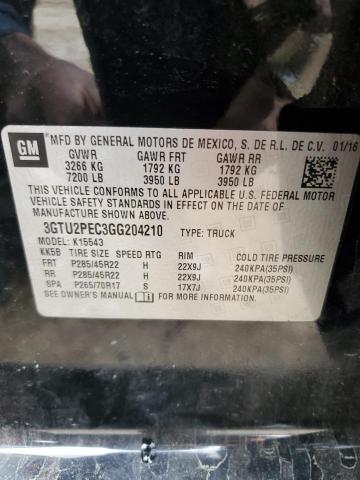 GM
MFD BY GENERAL MOTORS DE MEXICO, S. DE R.L. DE C.V. 01/16
GVWR GAWR FRT GAWR RR
3266 KG 1792 KG 1792 KG
7200 LB 3950 LB 3950 LB
THIS VEHICLE CONFORMS TO ALL APPLICABLE U.S. FEDERAL MOTOR
VEHICLE SAFETY STANDARDS IN EFFECT ON THE DATE OF
MANUFACTURE SHOWN ABOVE.
3GTU2PEC3GG204210 TYPE: TRUCK
MODEL: K15543
KK5B TIRE SIZE SPEED RTG RIM COLD TIRE PRESSURE
FRT P285/45R22 H 22X9J 240KPA(35PSI)
RR P285/45R22 H 22X9J 240KPA(35PSI)
SPA P265/70R17 S 17X7J 240KPA(35PSI)
SEE OWNER'S MANUAL FOR MORE INFORMATION.